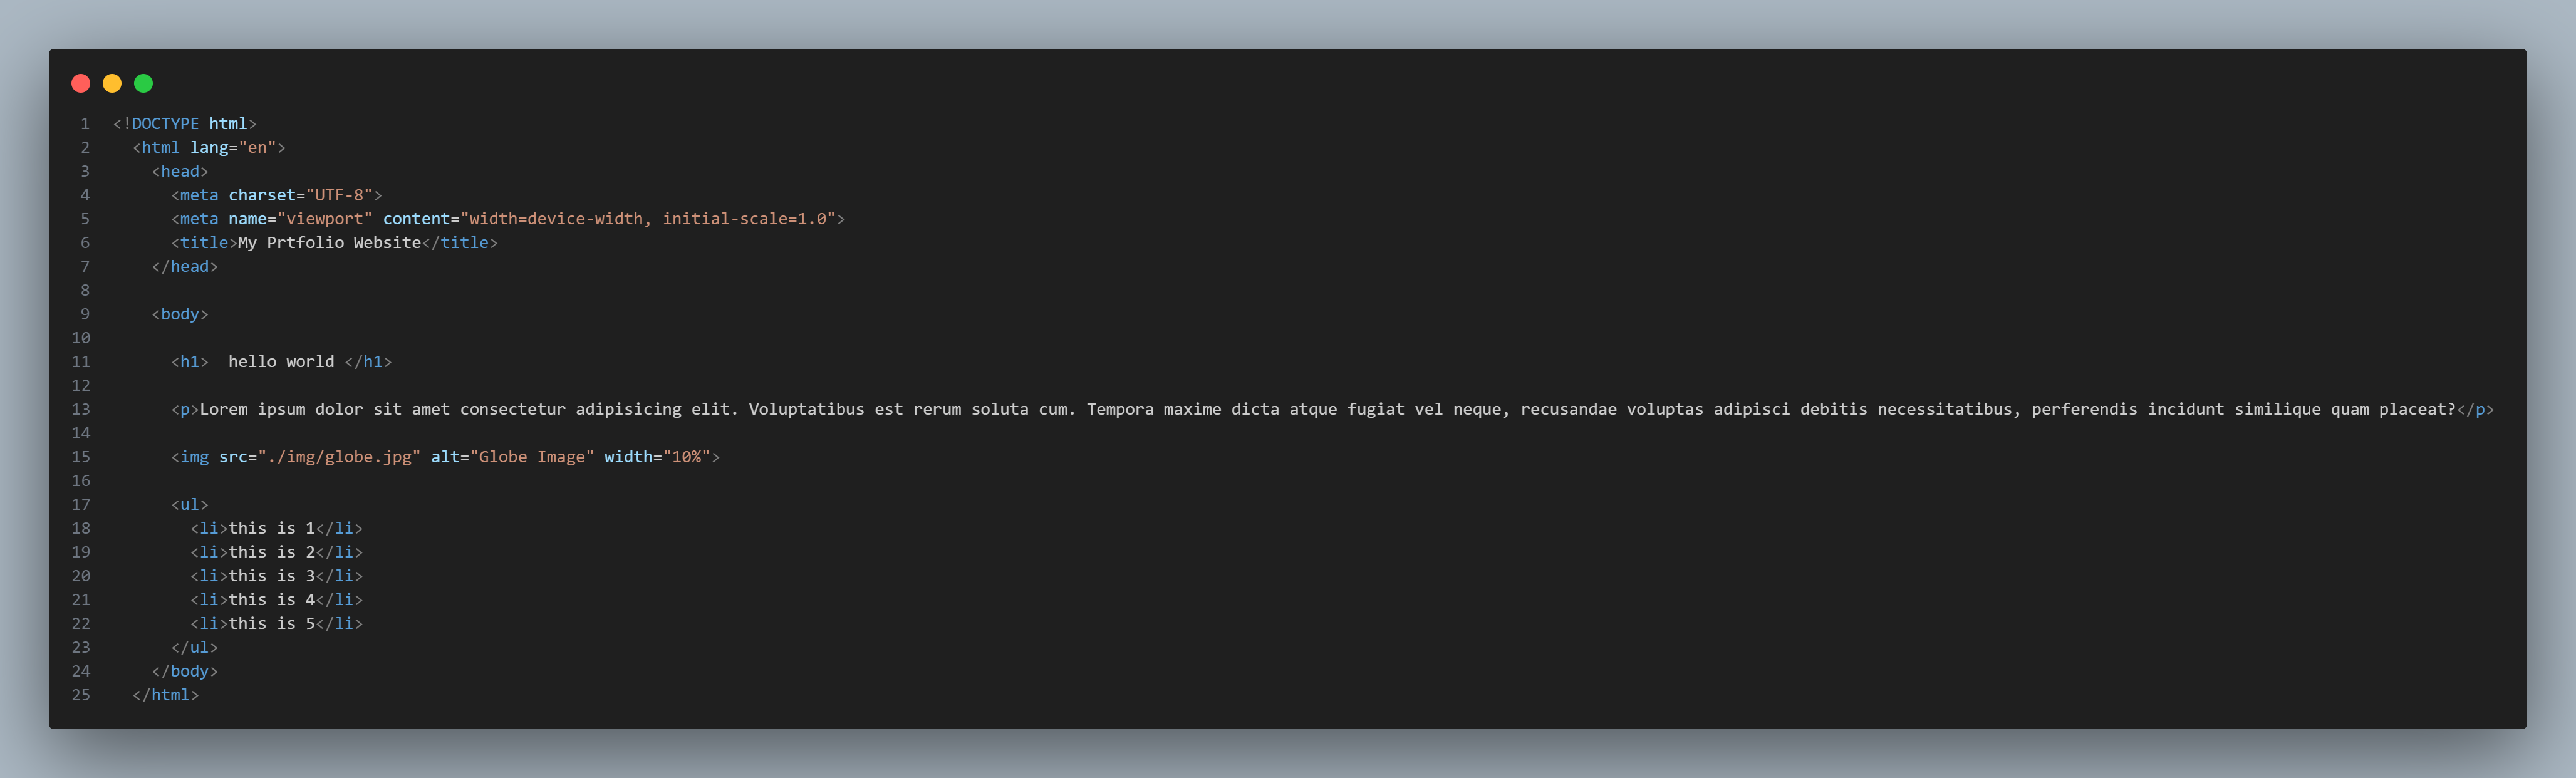 1 <!DOCTYPE html>
2   <html lang="en">
3     <head>
4       <meta charset="UTF-8">
5       <meta name="viewport" content="width=device-width, initial-scale=1.0">
6       <title>My Prtfolio Website</title>
7     </head>
8
9     <body>
10
11       <h1>  hello world </h1>
12
13       <p>Lorem ipsum dolor sit amet consectetur adipisicing elit. Voluptatibus est rerum soluta cum. Tempora maxime dicta atque fugiat vel neque, recusandae voluptas adipisci debitis necessitatibus, perferendis incidunt similique quam placeat?</p>
14
15       <img src="./img/globe.jpg" alt="Globe Image" width="10%">
16
17       <ul>
18         <li>this is 1</li>
19         <li>this is 2</li>
20         <li>this is 3</li>
21         <li>this is 4</li>
22         <li>this is 5</li>
23       </ul>
24     </body>
25   </html>